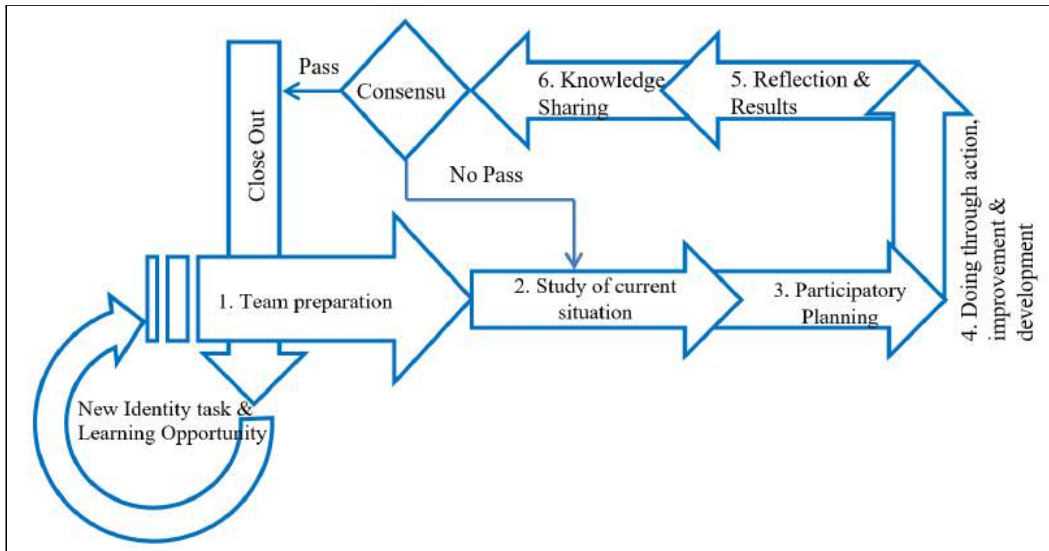 Pass
Consensu
6. Knowledge
Sharing
5. Reflection &
Results
Close Out
No Pass
4. Doing through action,
improvement &
development
1. Team preparation
2. Study of current
situation
3. Participatory
Planning
New Identity task &
Learning Opportunity